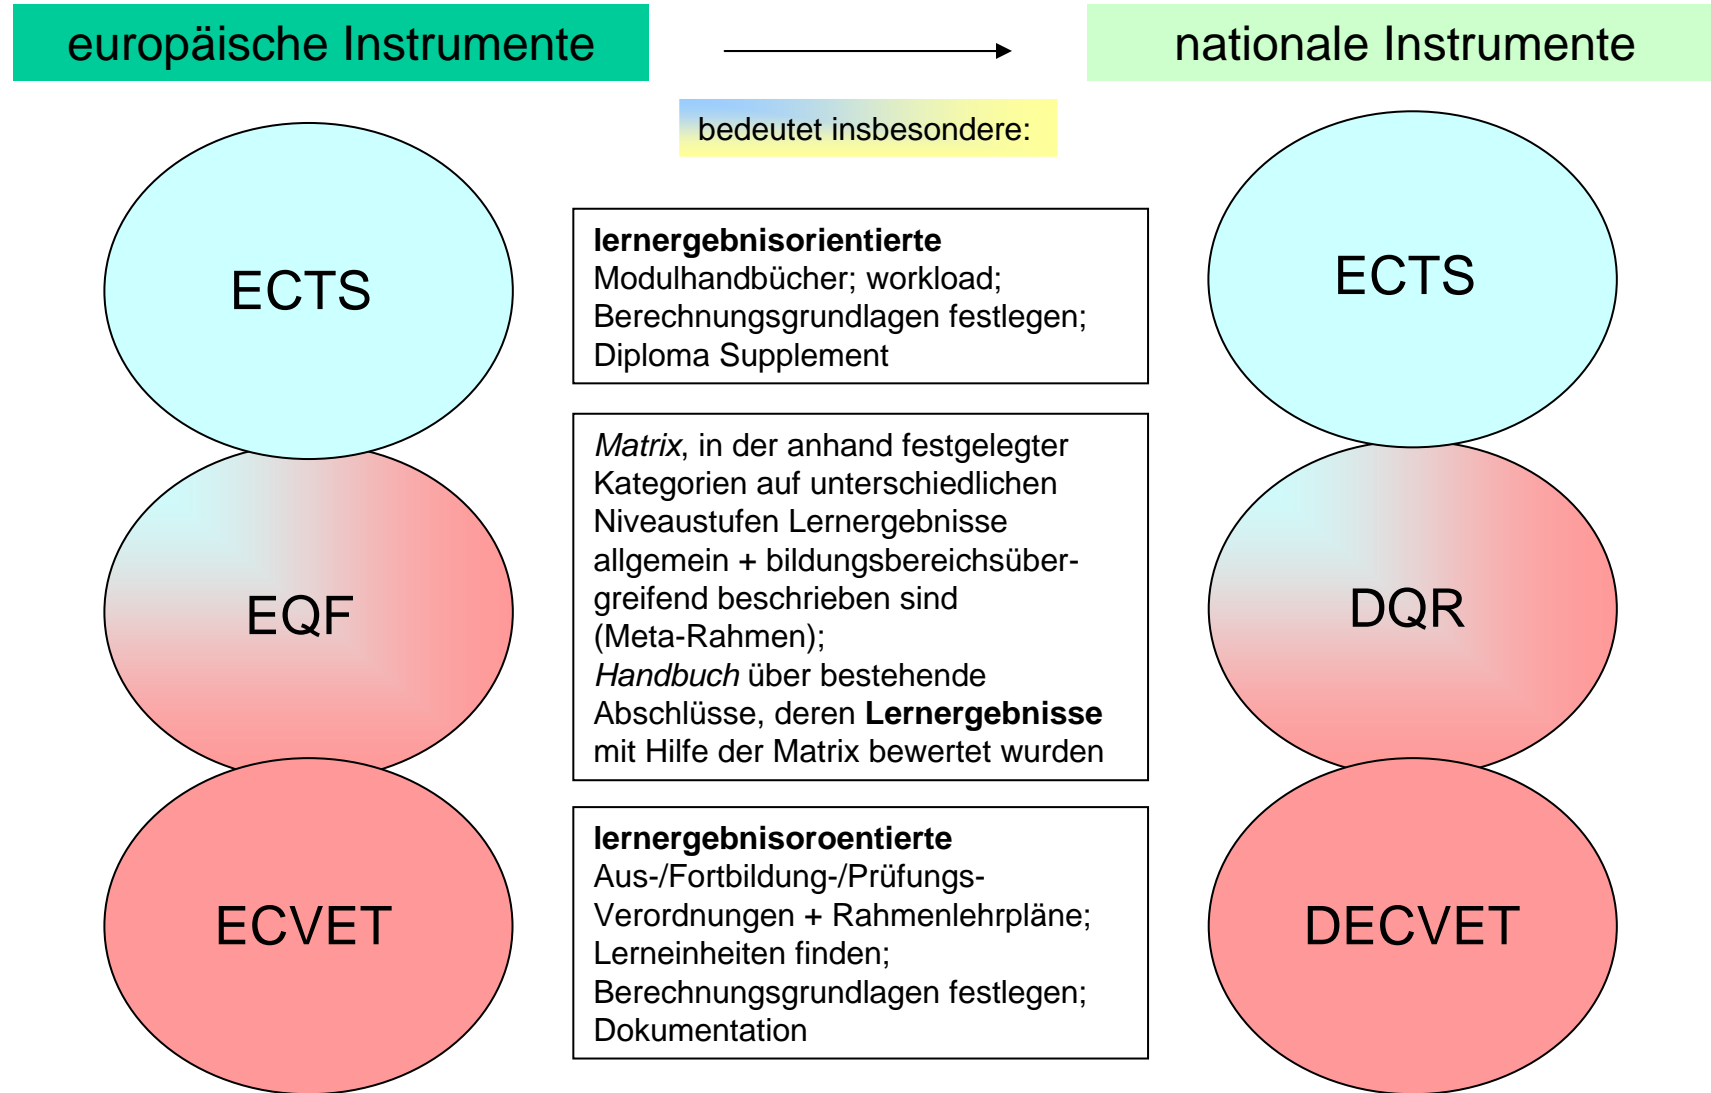 europäische Instrumente
nationale Instrumente
bedeutet insbesondere:
ECTS
lernergebnisorientierte
Modulhandbücher; workload;
Berechnungsgrundlagen festlegen;
Diploma Supplement
ECTS
EQF
Matrix, in der anhand festgelegter
Kategorien auf unterschiedlichen
Niveaustufen Lernergebnisse
allgemein + bildungsbereichsüber-
greifend beschrieben sind
(Meta-Rahmen);
Handbuch über bestehende
Abschlüsse, deren Lernergebnisse
mit Hilfe der Matrix bewertet wurden
DQR
ECVET
lernergebnisoroentierte
Aus-/Fortbildung-/Prüfungs-
Verordnungen + Rahmenlehrpläne;
Lerneinheiten finden;
Berechnungsgrundlagen festlegen;
Dokumentation
DECVET